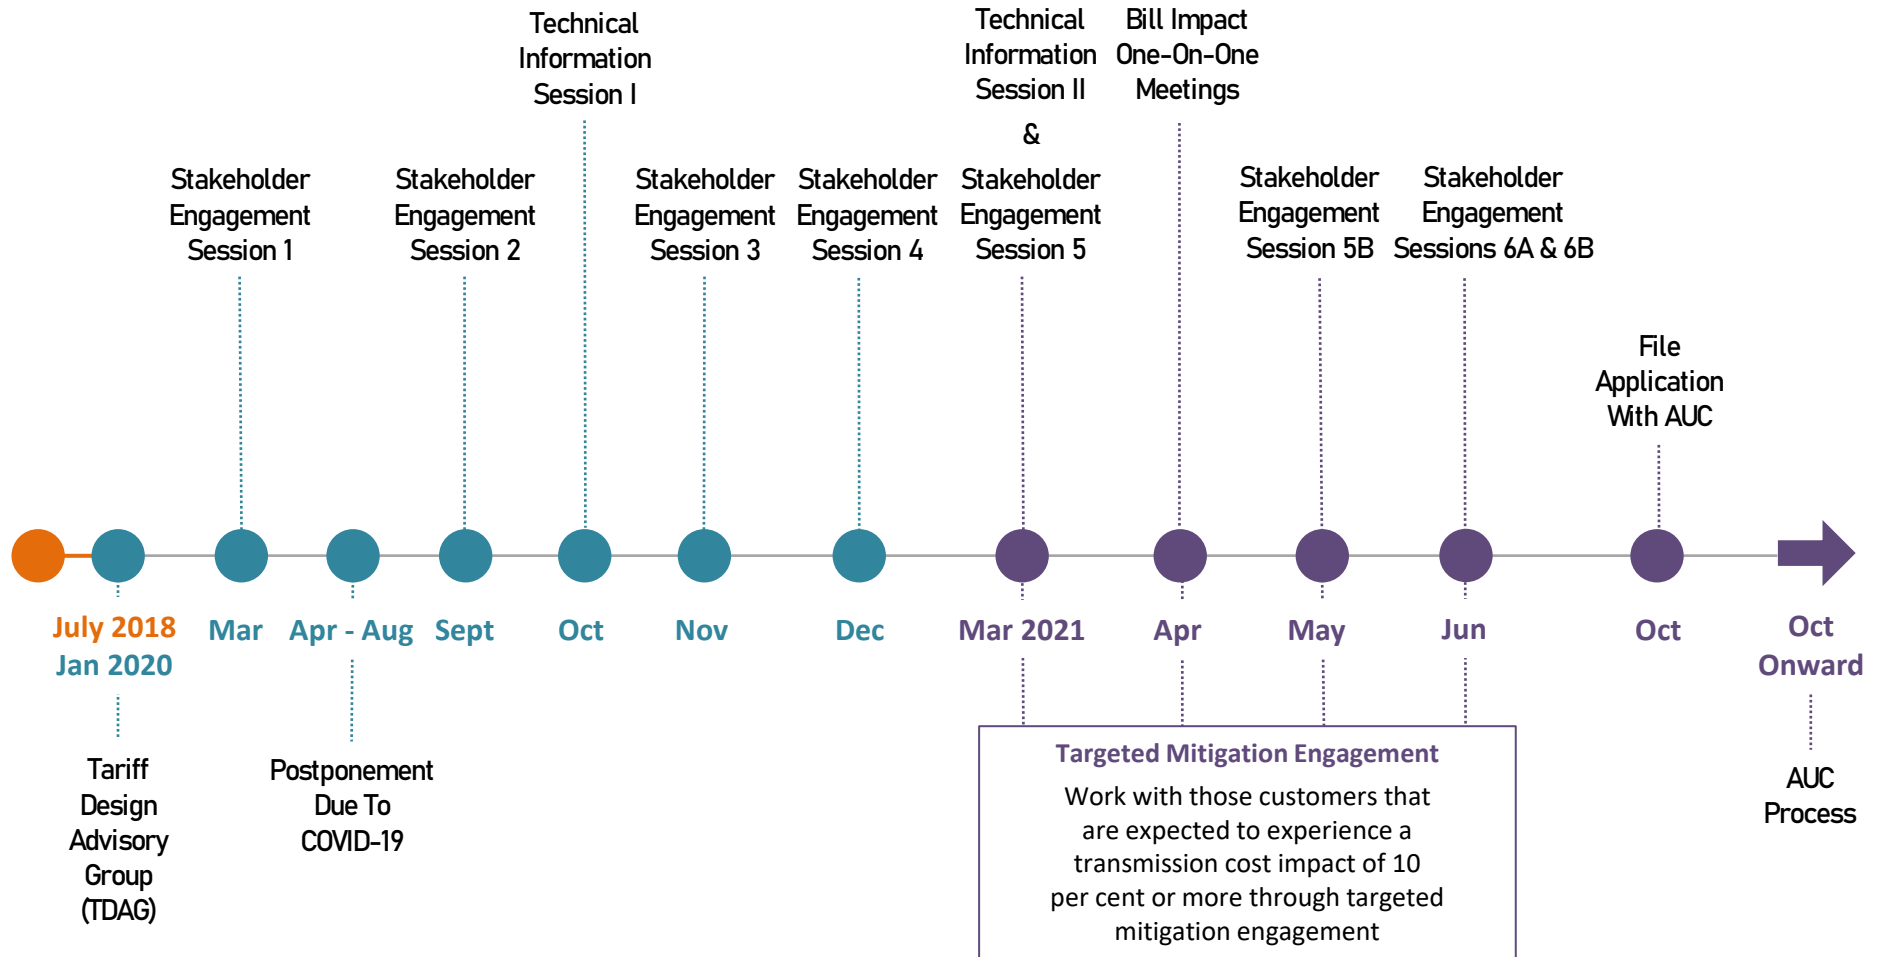 Technical
Information
Session I
Technical
Information
Session II
&
Bill Impact
One-On-One
Meetings
Stakeholder
Engagement
Session 1
Stakeholder
Engagement
Session 2
Stakeholder
Engagement
Session 3
Stakeholder
Engagement
Session 4
Stakeholder
Engagement
Session 5
Stakeholder
Engagement
Session 5B
Stakeholder
Engagement
Sessions 6A & 6B
File
Application
With AUC
July 2018
Jan 2020
Mar
Apr - Aug
Sept
Oct
Nov
Dec
Mar 2021
Apr
May
Jun
Oct
Oct
Onward
Tariff
Design
Advisory
Group
(TDAG)
Postponement
Due To
COVID-19
Targeted Mitigation Engagement
Work with those customers that
are expected to experience a
transmission cost impact of 10
per cent or more through targeted
mitigation engagement
AUC
Process